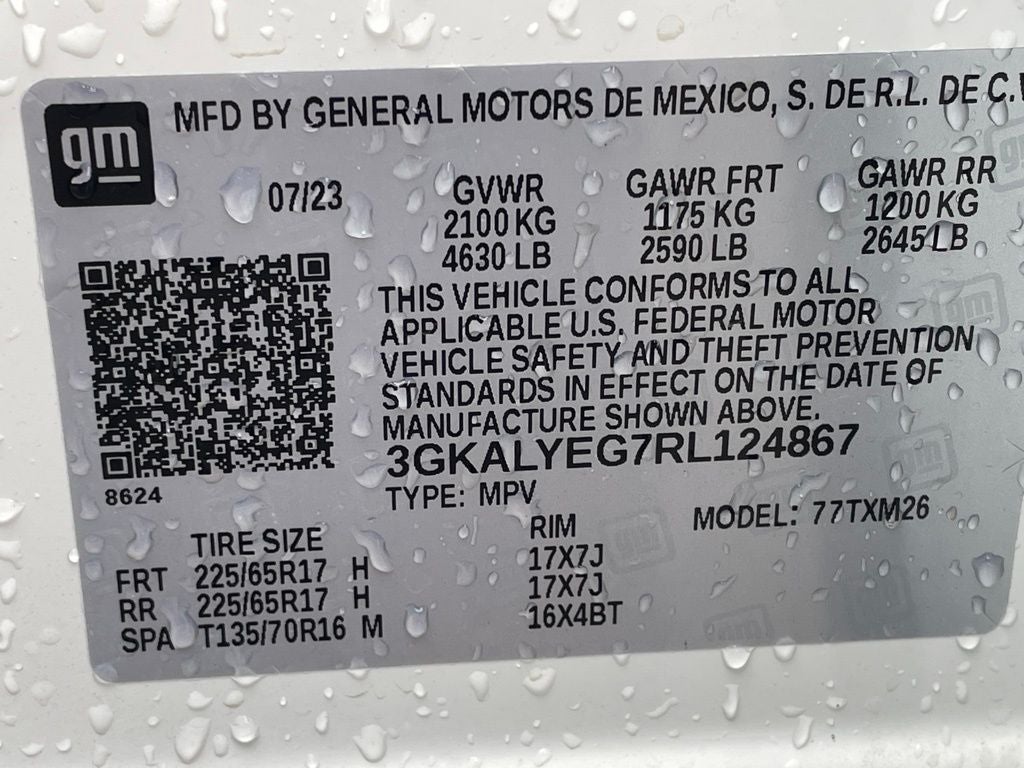 gm
MFD BY GENERAL MOTORS DE MEXICO, S. DE R.L. DE C.V
07/23 GVWR GAWR FRT GAWR RR
2100 KG 1175 KG 1200 KG
4630 LB 2590 LB 2645 LB
THIS VEHICLE CONFORMS TO ALL
APPLICABLE U.S. FEDERAL MOTOR
VEHICLE SAFETY AND THEFT PREVENTION
STANDARDS IN EFFECT ON THE DATE OF
MANUFACTURE SHOWN ABOVE.
3GKALYEG7RL124867
8624
TYPE: MPV MODEL: 77TXM26
TIRE SIZE RIM
FRT 225/65R17 H 17X7J
RR 225/65R17 H 17X7J
SPA T135/70R16 M 16X4BT